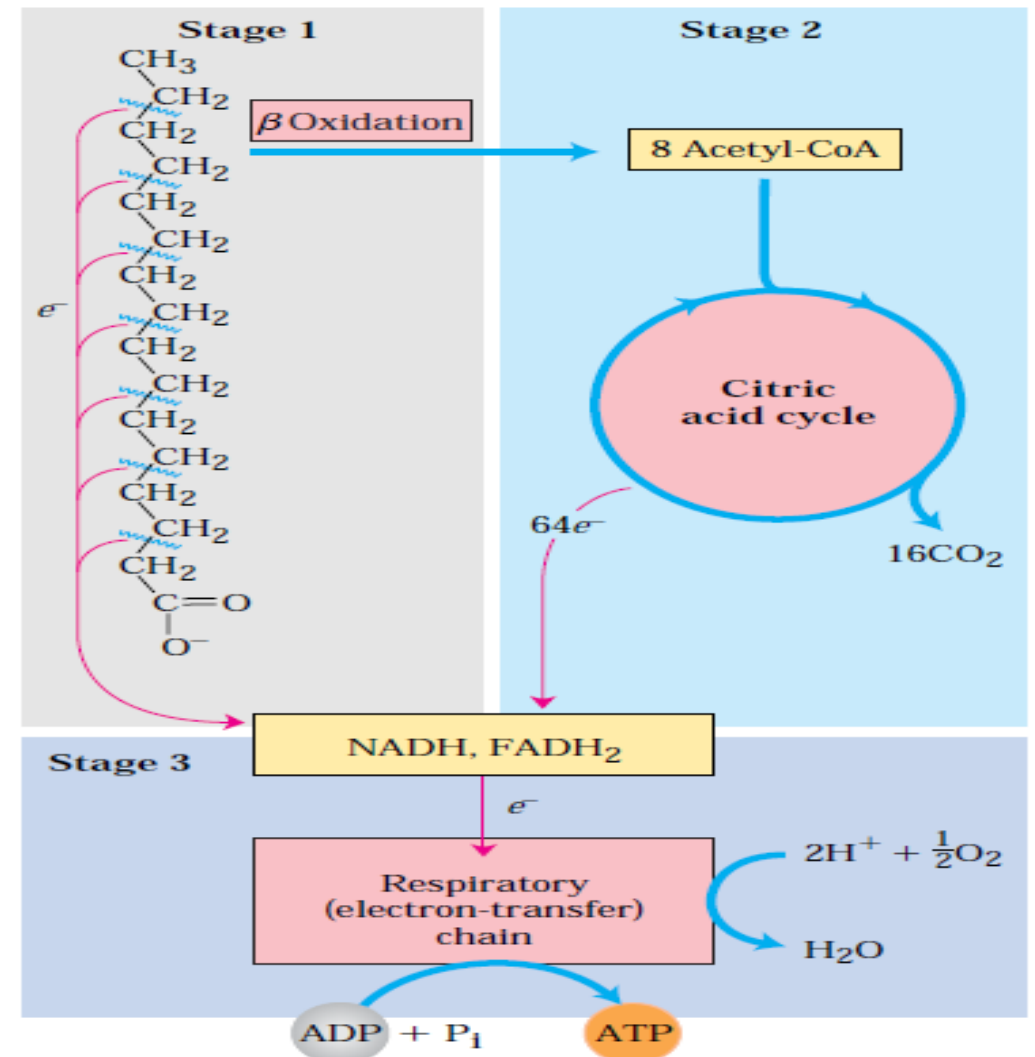 Stage 1
CH₃
CH₂
CH₂
CH₂
CH₂
CH₂
CH₂
CH₂
CH₂
CH₂
CH₂
CH₂
CH₂
CH₂
CH₂
C=O
O⁻
e⁻
β Oxidation
Stage 2
8 Acetyl-CoA
Citric
acid cycle
64e⁻
16CO₂
Stage 3
NADH, FADH₂
e⁻
Respiratory
(electron-transfer)
chain
2H⁺ + ½O₂
H₂O
ADP + Pᵢ
ATP